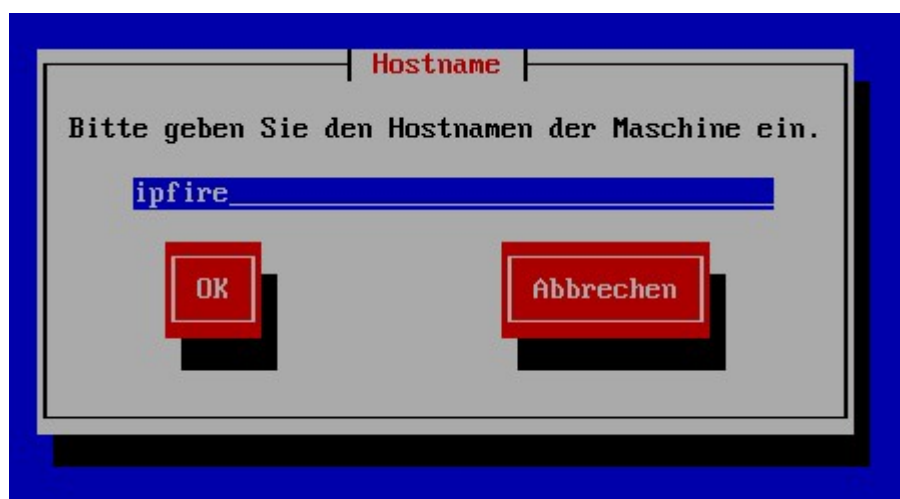 Hostname
Bitte geben Sie den Hostnamen der Maschine ein.
ipfire
OK
Abbrechen